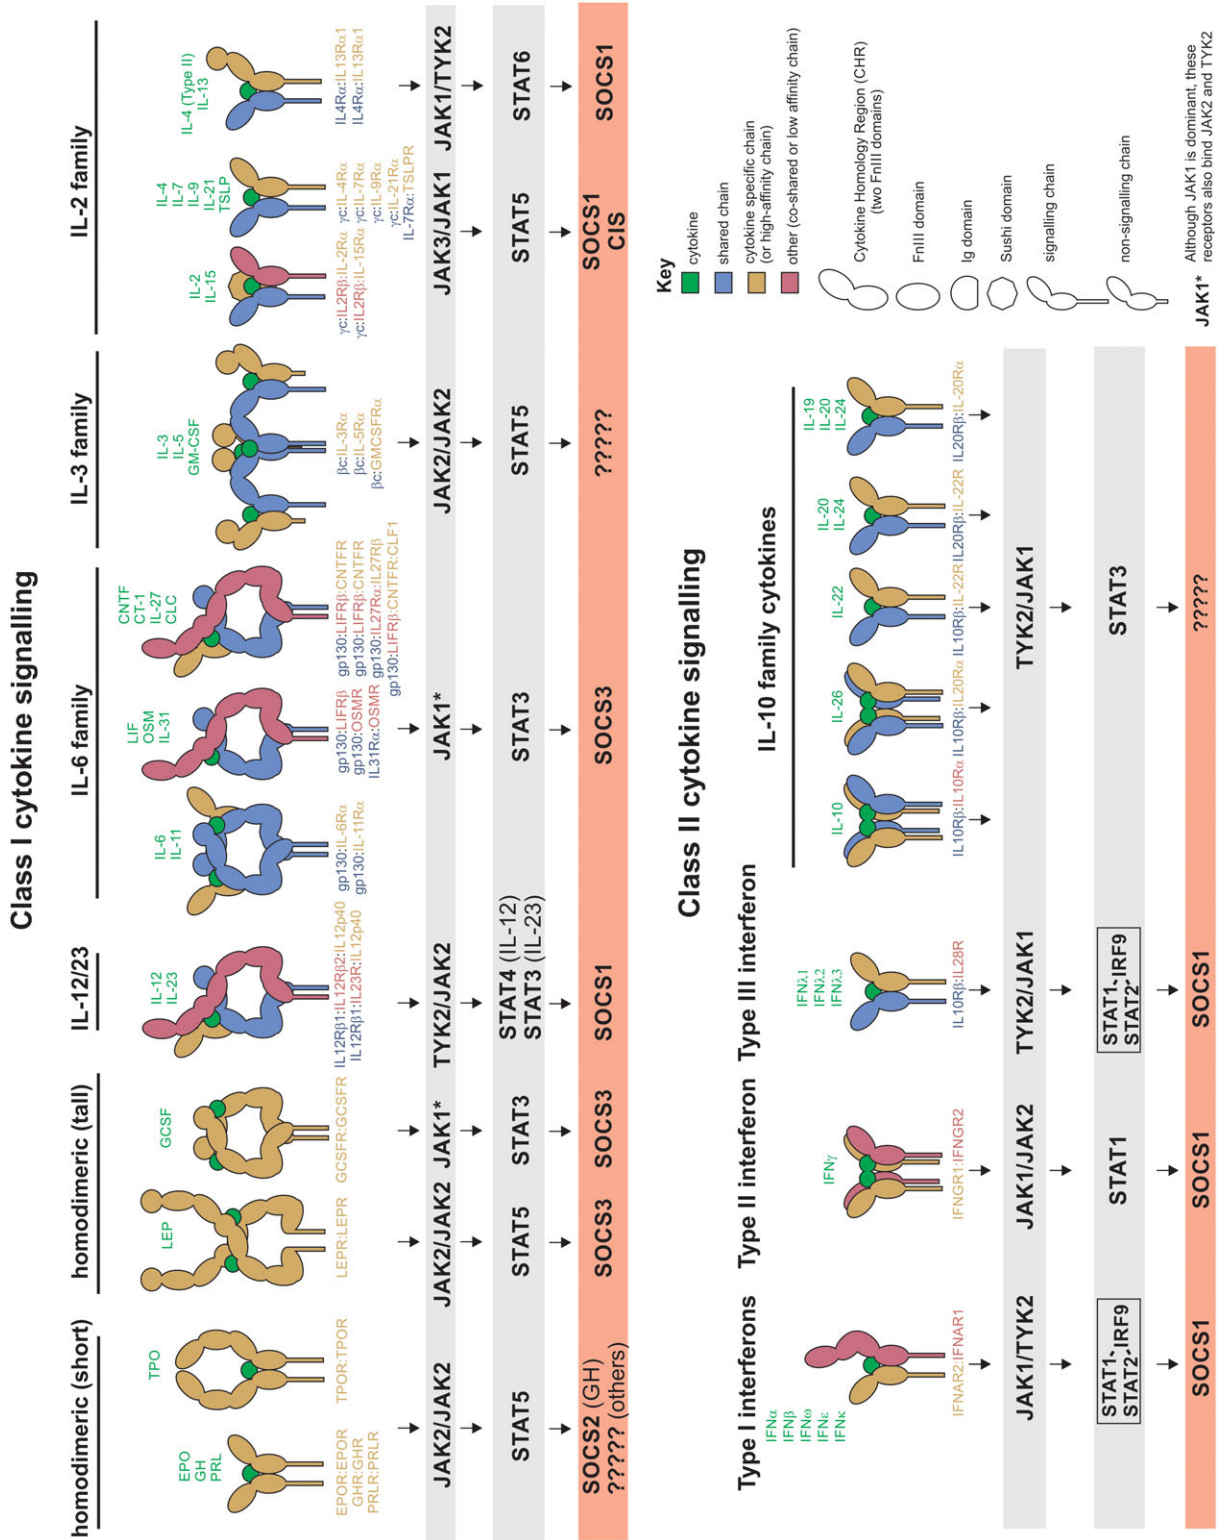 Class I cytokine signalling
homodimeric (short)
homodimeric (tall)
IL-12/23
IL-6 family
IL-3 family
IL-2 family
EPO
GH
PRL
TPO
LEP
GCSF
IL-12
IL-23
IL-6
IL-11
LIF
OSM
IL-31
CNTF
CT-1
IL-27
CLC
IL-3
IL-5
GM-CSF
IL-2
IL-15
IL-4
IL-7
IL-9
IL-21
TSLP
IL-4 (Type II)
IL-13
EPOR:EPOR
GHR:GHR
PRLR:PRLR
TPOR:TPOR
LEPR:LEPR
GCSFR:GCSFR
IL12Rβ1:IL12Rβ2:IL12p40
IL12Rβ1:IL23R:IL12p40
gp130:IL-6Rα
gp130:IL-11Rα
gp130:LIFRβ
gp130:OSMR
IL31Rα:OSMR
gp130:LIFRβ:CNTFR
gp130:LIFRβ:CNTFR
gp130:IL27Rα:IL27Rβ
gp130:LIFRβ:CNTFR:CLF1
βc:IL-3Rα
βc:IL-5Rα
βc:GMCSFRα
γc:IL2Rβ:IL-2Rα
γc:IL2Rβ:IL-15Rα
γc:IL-4Rα
γc:IL-7Rα
γc:IL-9Rα
γc:IL-21Rα
IL-7Rα:TSLPR
IL4Rα:IL13Rα1
IL4Rα:IL13Rα1
JAK2/JAK2
JAK2/JAK2
JAK1*
TYK2/JAK2
JAK1*
JAK2/JAK2
JAK3/JAK1
JAK1/TYK2
STAT5
STAT5
STAT3
STAT4 (IL-12)
STAT3 (IL-23)
STAT3
STAT5
STAT5
STAT6
SOCS2 (GH)
????? (others)
SOCS3
SOCS3
SOCS1
SOCS3
?????
SOCS1
CIS
SOCS1
Class II cytokine signalling
Type I interferons
Type II interferon
Type III interferon
IL-10 family cytokines
IFNα
IFNβ
IFNω
IFNε
IFNκ
IFNγ
IFNλ1
IFNλ2
IFNλ3
IL-10
IL-26
IL-22
IL-20
IL-24
IL-19
IL-20
IL-24
IFNAR2:IFNAR1
IFNGR1:IFNGR2
IL10Rβ:IL28R
IL10Rβ:IL10Rα
IL10Rβ:IL20Rα
IL10Rβ:IL-22R
IL20Rβ:IL-22R
IL20Rβ:IL-20Rα
JAK1/TYK2
JAK1/JAK2
TYK2/JAK1
TYK2/JAK1
STAT1
STAT2
-IRF9
STAT1
STAT1
STAT2
-IRF9
STAT3
SOCS1
SOCS1
SOCS1
?????
Key
cytokine
shared chain
cytokine specific chain
(or high-affinity chain)
other (co-shared or low affinity chain)
Cytokine Homology Region (CHR)
(two FnIII domains)
FnIII domain
Ig domain
Sushi domain
signalling chain
non-signalling chain
JAK1*
Although JAK1 is dominant, these
receptors also bind JAK2 and TYK2